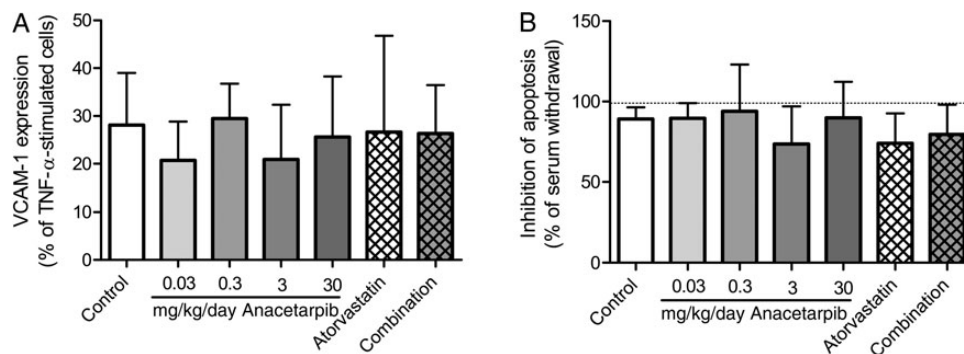 A
VCAM-1 expression
(% of TNF-α-stimulated cells)
50
40
30
20
10
0
Control
0.03
0.3
3
30
mg/kg/day Anacetarpib
Atorvastatin
Combination
B
Inhibition of apoptosis
(% of serum withdrawal)
150
100
50
0
Control
0.03
0.3
3
30
mg/kg/day Anacetarpib
Atorvastatin
Combination